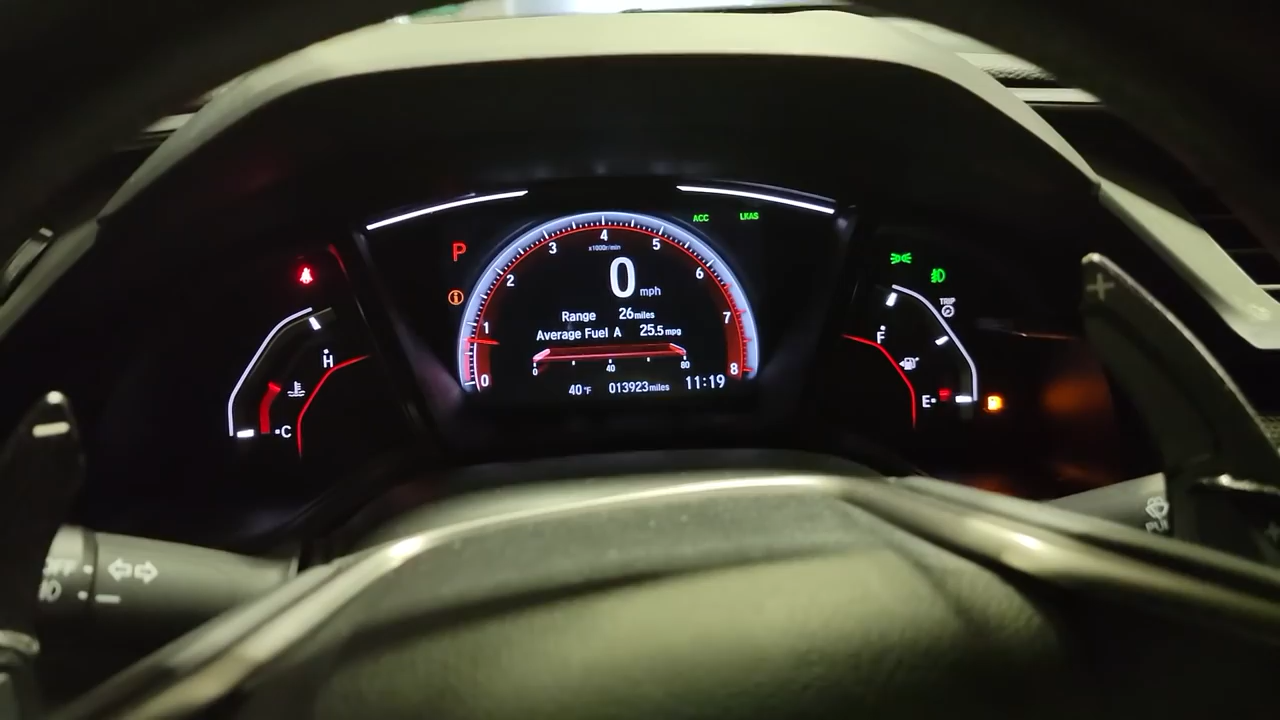 ACC LKAS
P
4
3 5
x1000r/min
2 6
0 mph
TRIP
1 7
Range 26 miles
Average Fuel A 25.5 mpg
H
F
0 40 80
0 8
40°F 013923 miles 11:19
E
C
OFF
+